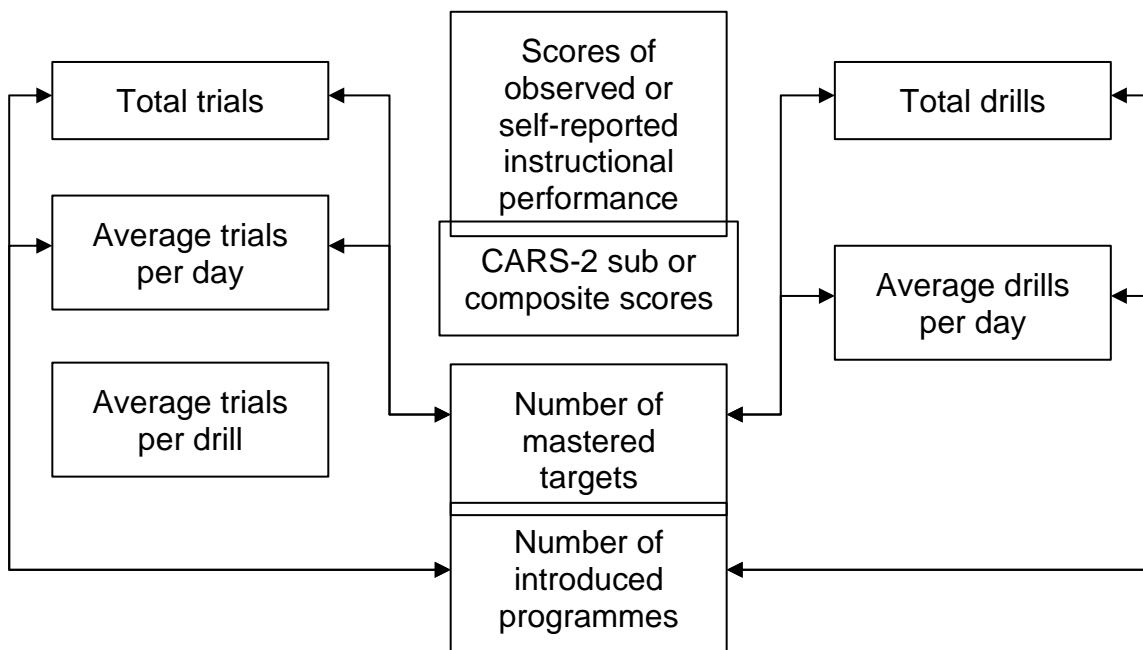 Total trials
Average trials
per day
Average trials
per drill
Scores of
observed or
self-reported
instructional
performance
CARS-2 sub or
composite scores
Number of
mastered
targets
Number of
introduced
programmes
Total drills
Average drills
per day